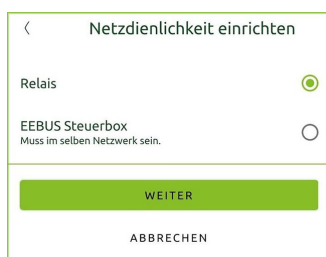 Netzdienlichkeit einrichten
Relais
EEBUS Steuerbox
Muss im selben Netzwerk sein.
WEITER
ABBRECHEN